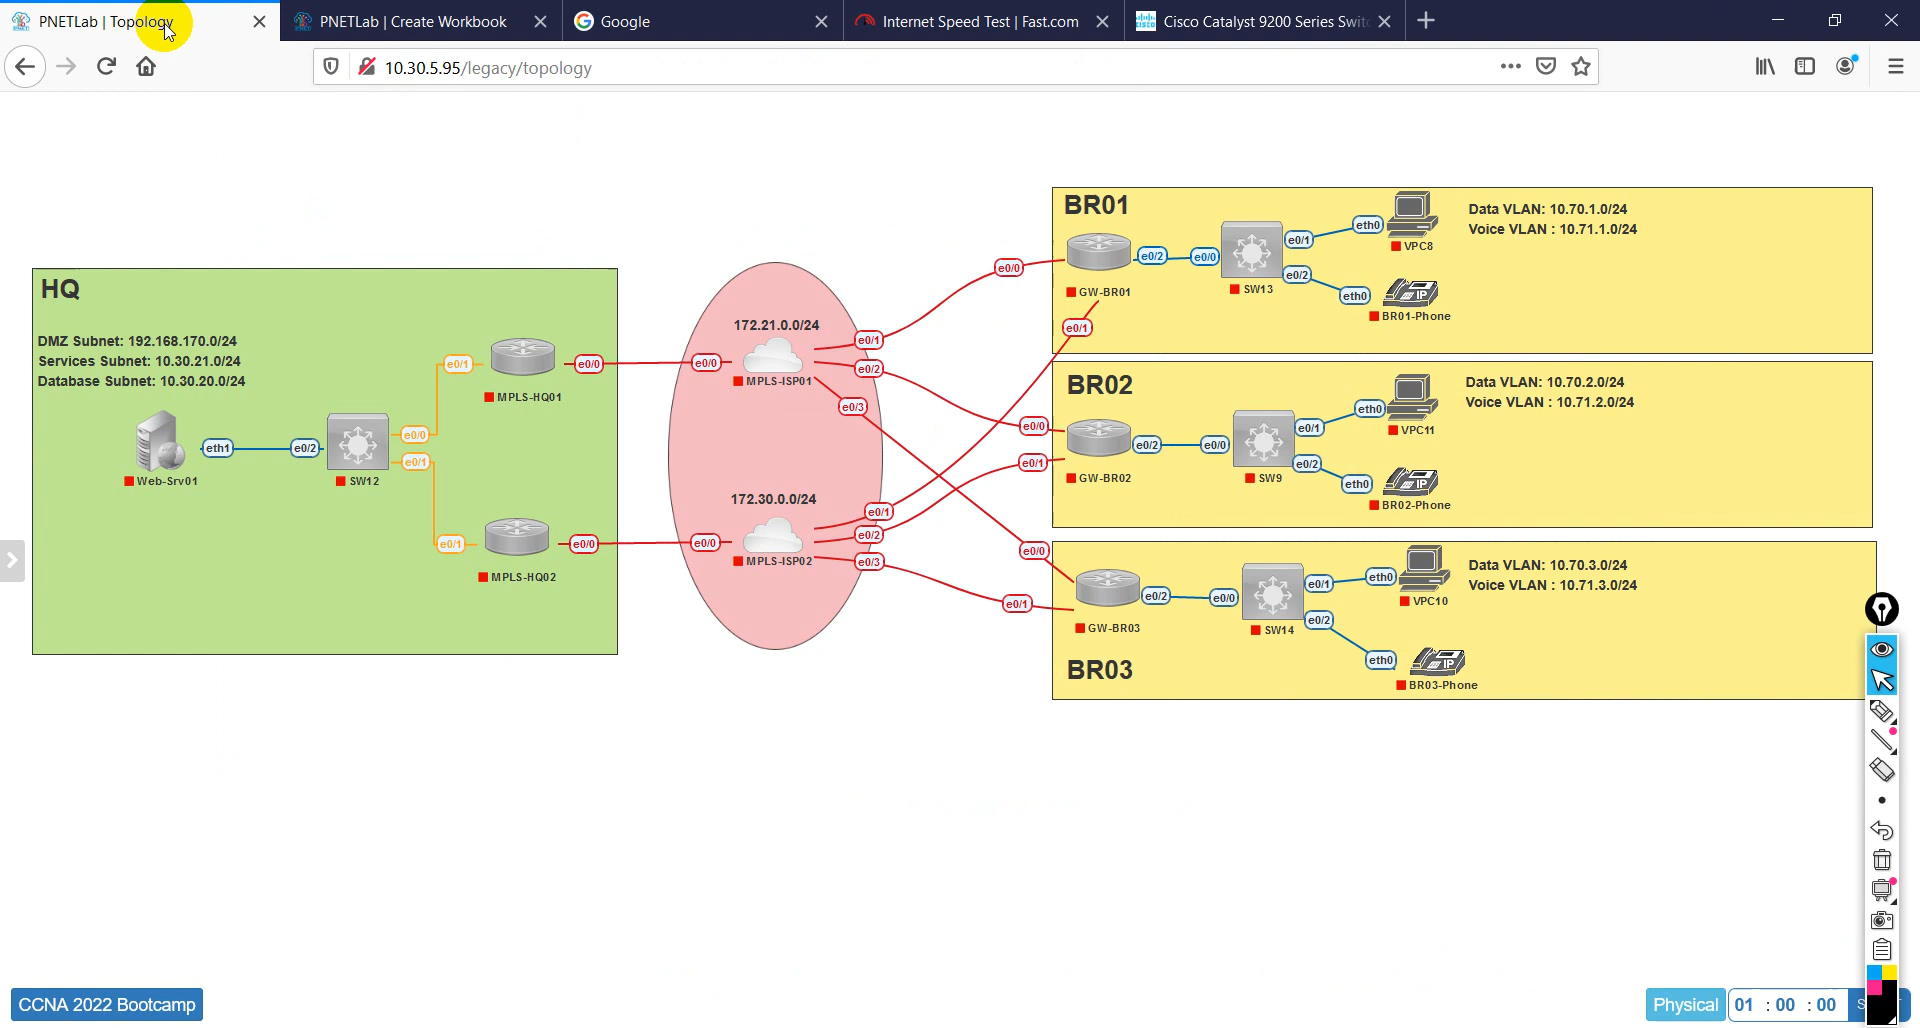 PNETLab | Topology
PNETLab | Create Workbook
Google
Internet Speed Test | Fast.com
Cisco Catalyst 9200 Series Swit
10.30.5.95/legacy/topology
HQ
DMZ Subnet: 192.168.170.0/24
Services Subnet: 10.30.21.0/24
Database Subnet: 10.30.20.0/24
Web-Srv01
eth1
e0/2
SW12
e0/0
e0/1
e0/1
MPLS-HQ01
e0/0
e0/1
MPLS-HQ02
e0/0
172.21.0.0/24
e0/0
MPLS-ISP01
e0/1
e0/2
e0/3
172.30.0.0/24
e0/0
MPLS-ISP02
e0/1
e0/2
e0/3
BR01
e0/0
GW-BR01
e0/1
e0/2
e0/0
SW13
e0/1
e0/2
eth0
VPC8
eth0
IP
BR01-Phone
Data VLAN: 10.70.1.0/24
Voice VLAN : 10.71.1.0/24
BR02
e0/0
e0/1
GW-BR02
e0/2
e0/0
SW9
e0/1
e0/2
eth0
VPC11
eth0
IP
BR02-Phone
Data VLAN: 10.70.2.0/24
Voice VLAN : 10.71.2.0/24
e0/0
e0/1
GW-BR03
BR03
e0/2
e0/0
SW14
e0/1
e0/2
eth0
VPC10
eth0
IP
BR03-Phone
Data VLAN: 10.70.3.0/24
Voice VLAN : 10.71.3.0/24
CCNA 2022 Bootcamp
Physical
01 : 00 : 00